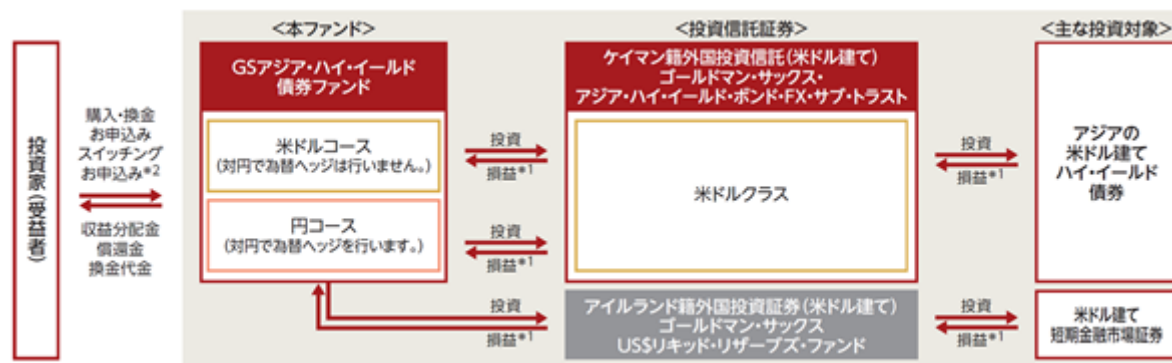 <本ファンド>
<投資信託証券>
<主な投資対象>
投資家(受益者)
購入・換金
お申込み
スイッチング
お申込み*2
収益分配金
償還金
換金代金
GSアジア・ハイ・イールド
債券ファンド
米ドルコース
(対円で為替ヘッジは行いません。)
円コース
(対円で為替ヘッジを行います。)
投資
損益*1
投資
損益*1
投資
損益*1
ケイマン籍外国投資信託(米ドル建て)
ゴールドマン・サックス・
アジア・ハイ・イールド・ボンド・FX・サブ・トラスト
米ドルクラス
アイルランド籍外国投資証券(米ドル建て)
ゴールドマン・サックス
US$リキッド・リザーブズ・ファンド
投資
損益*1
投資
損益*1
アジアの
米ドル建て
ハイ・イールド
債券
米ドル建て
短期金融市場証券